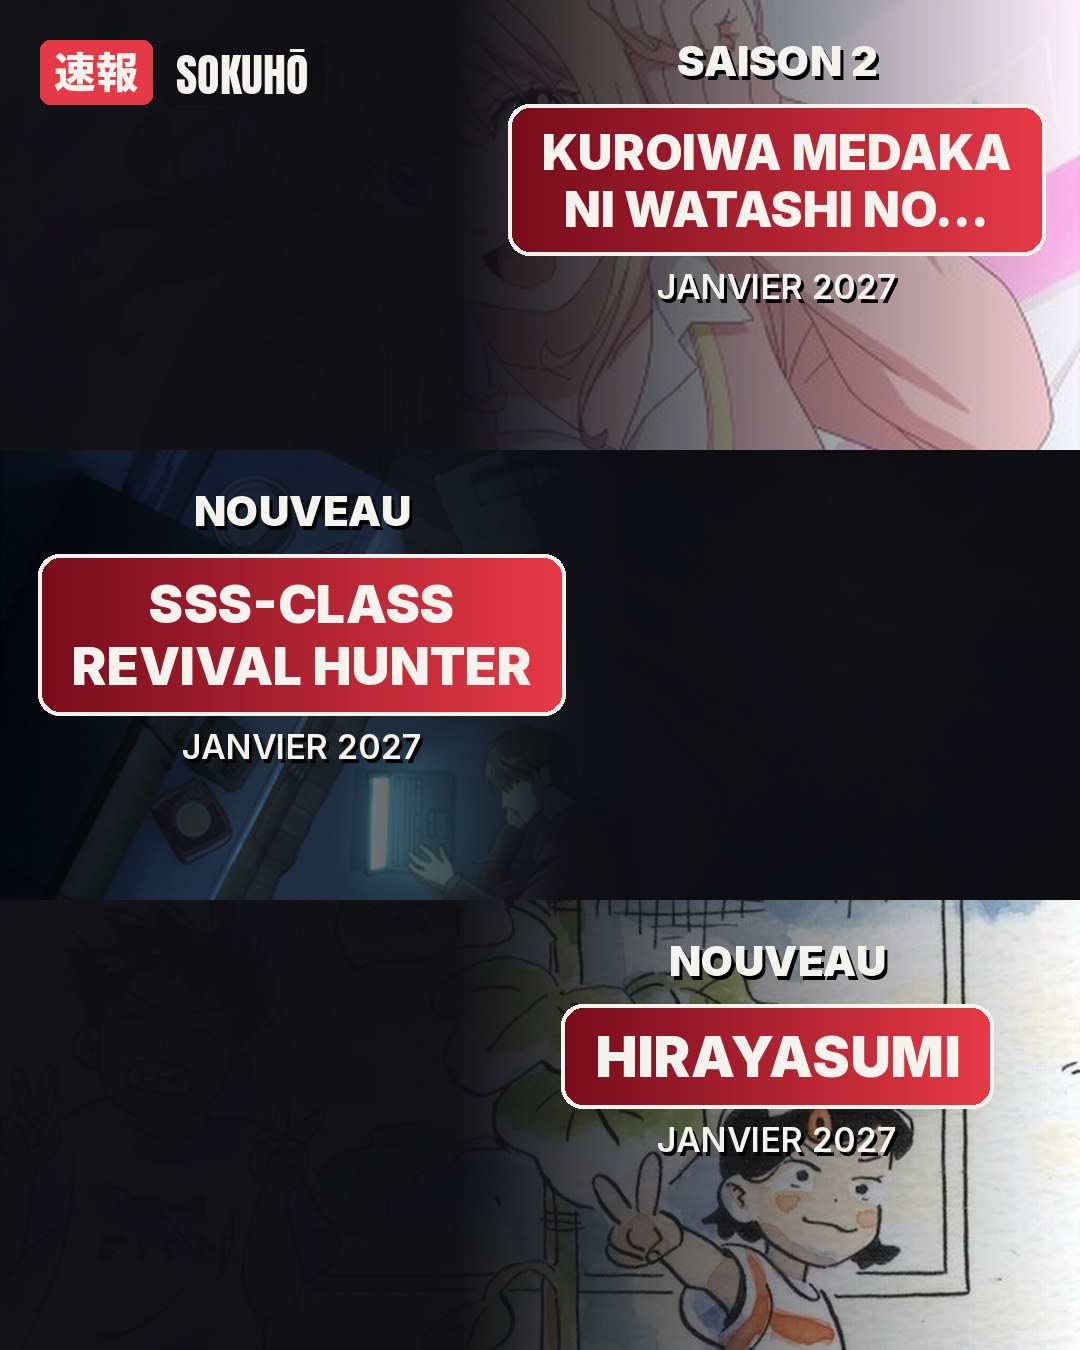 速報 SOKUHŌ
SAISON 2
KUROIWA MEDAKA
NI WATASHI NO...
JANVIER 2027
NOUVEAU
SSS-CLASS
REVIVAL HUNTER
JANVIER 2027
NOUVEAU
HIRAYASUMI
JANVIER 2027